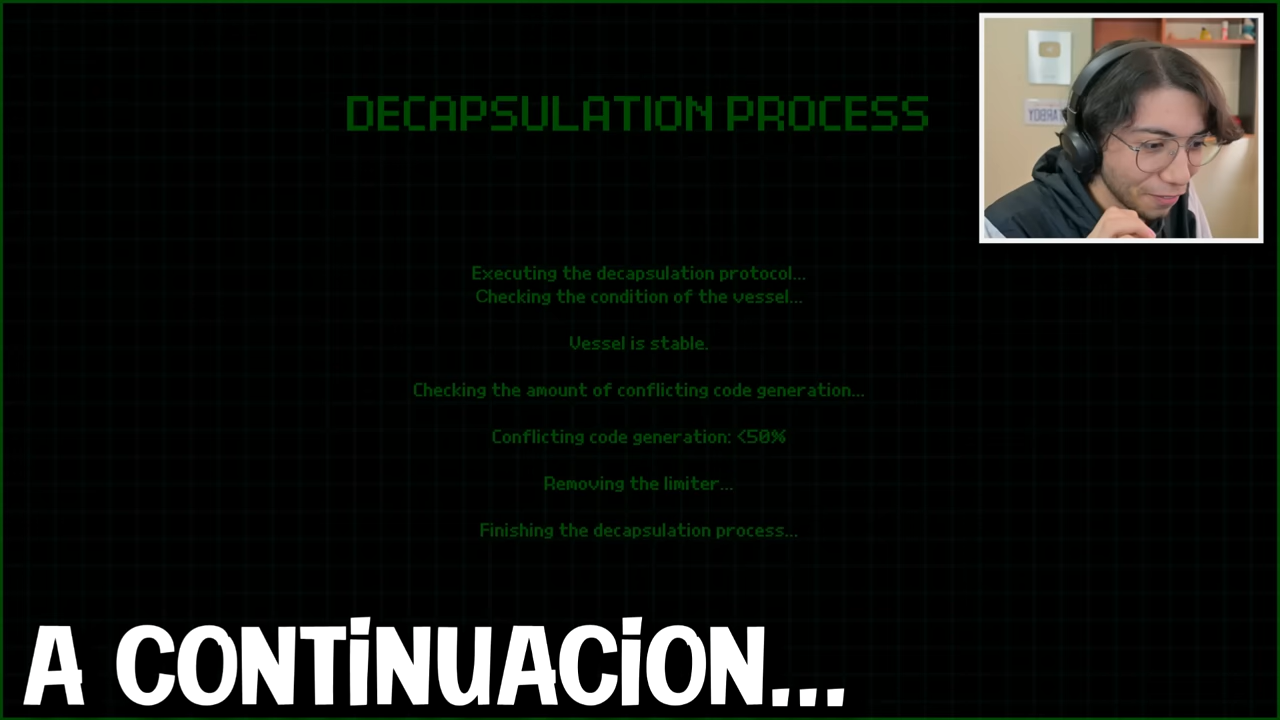 DECAPSULATION PROCESS
Executing the decapsulation protocol...
Checking the condition of the vessel...
Vessel is stable.
Checking the amount of conflicting code generation...
Conflicting code generation: <50%
Removing the limiter...
Finishing the decapsulation process...
A CONTiNUACiON...